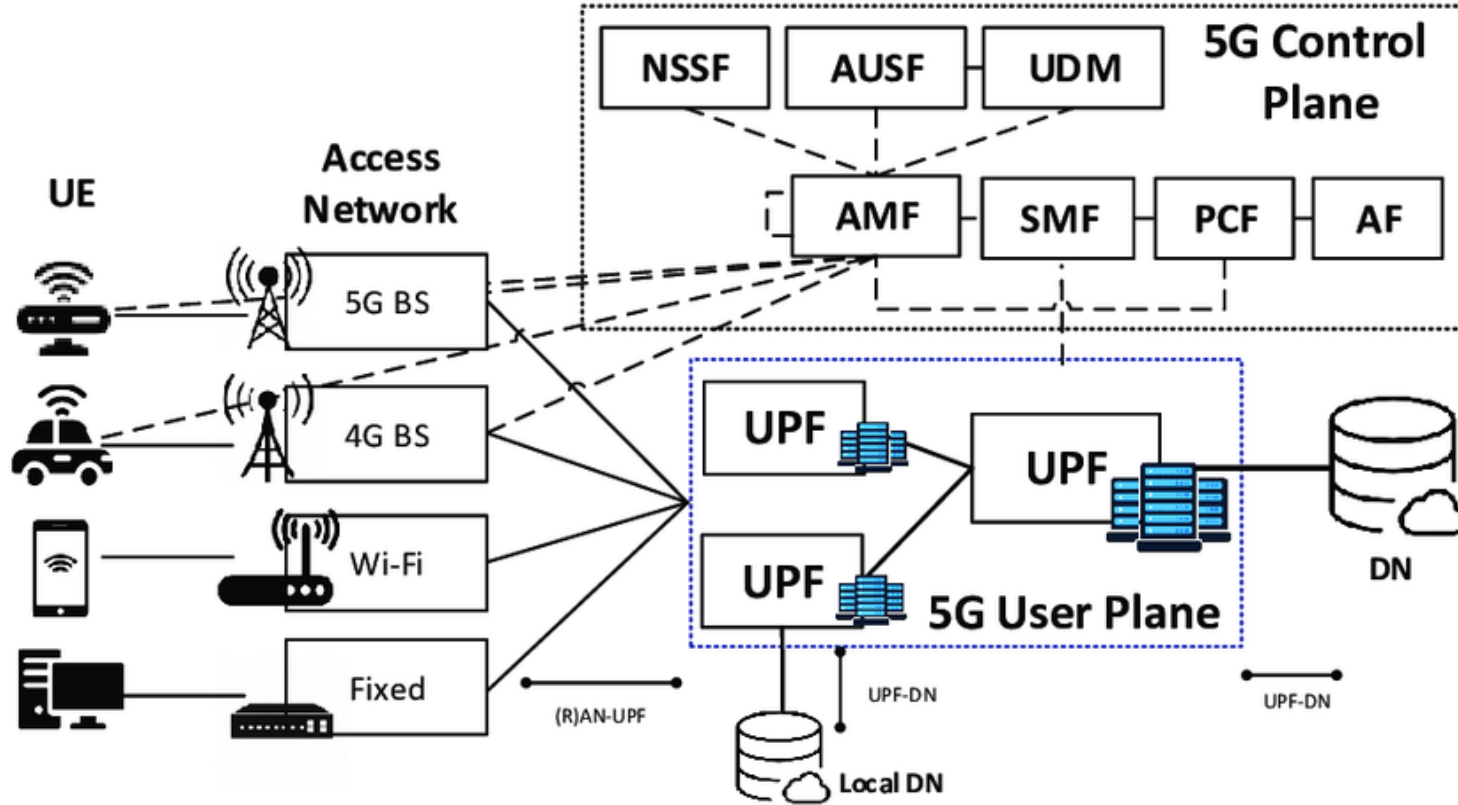 5G Control
Plane
NSSF
AUSF
UDM
Access
Network
UE
AMF
SMF
PCF
AF
5G BS
4G BS
Wi-Fi
Fixed
UPF
UPF
UPF
5G User Plane
DN
(R)AN-UPF
UPF-DN
UPF-DN
Local DN